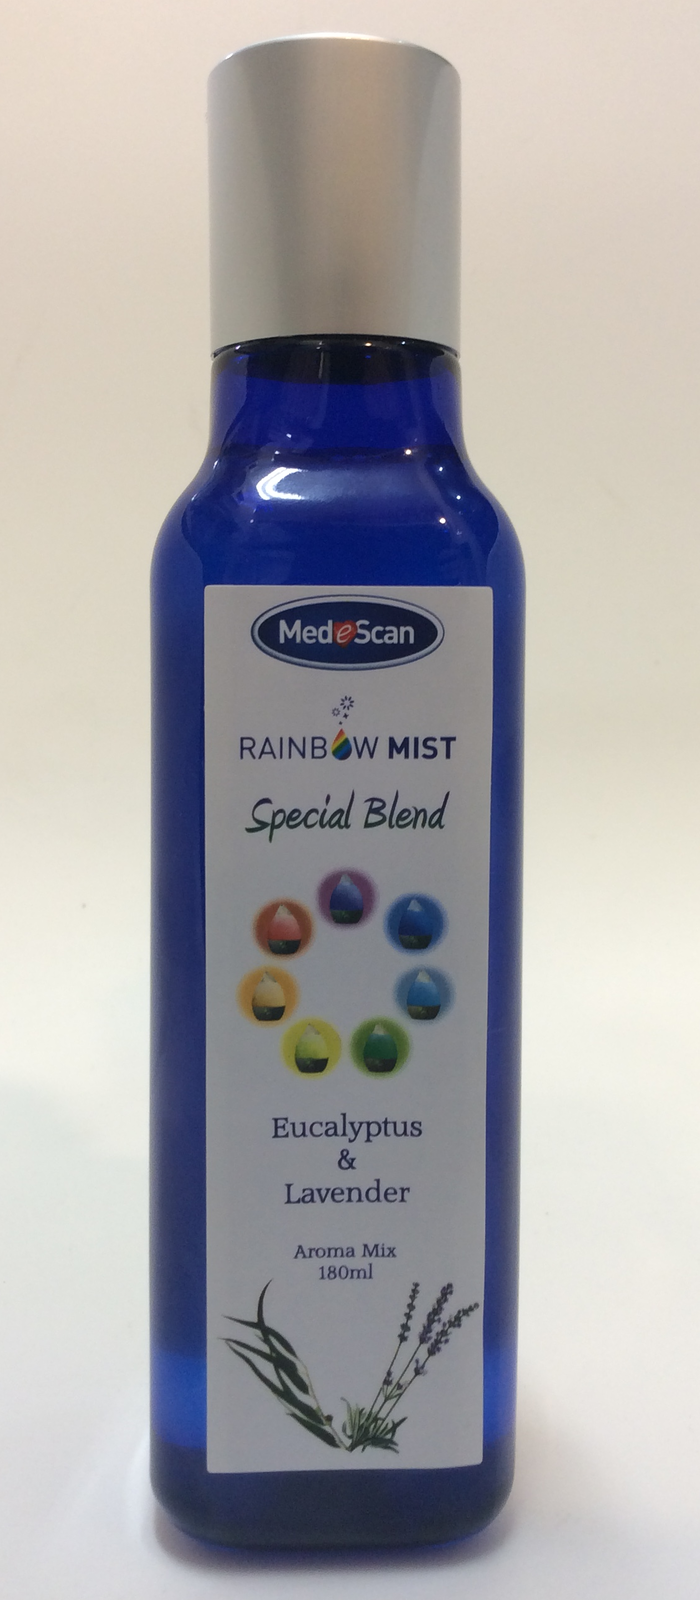 MedeScan
RAINBOW MIST
Special Blend
Eucalyptus
&
Lavender
Aroma Mix
180ml